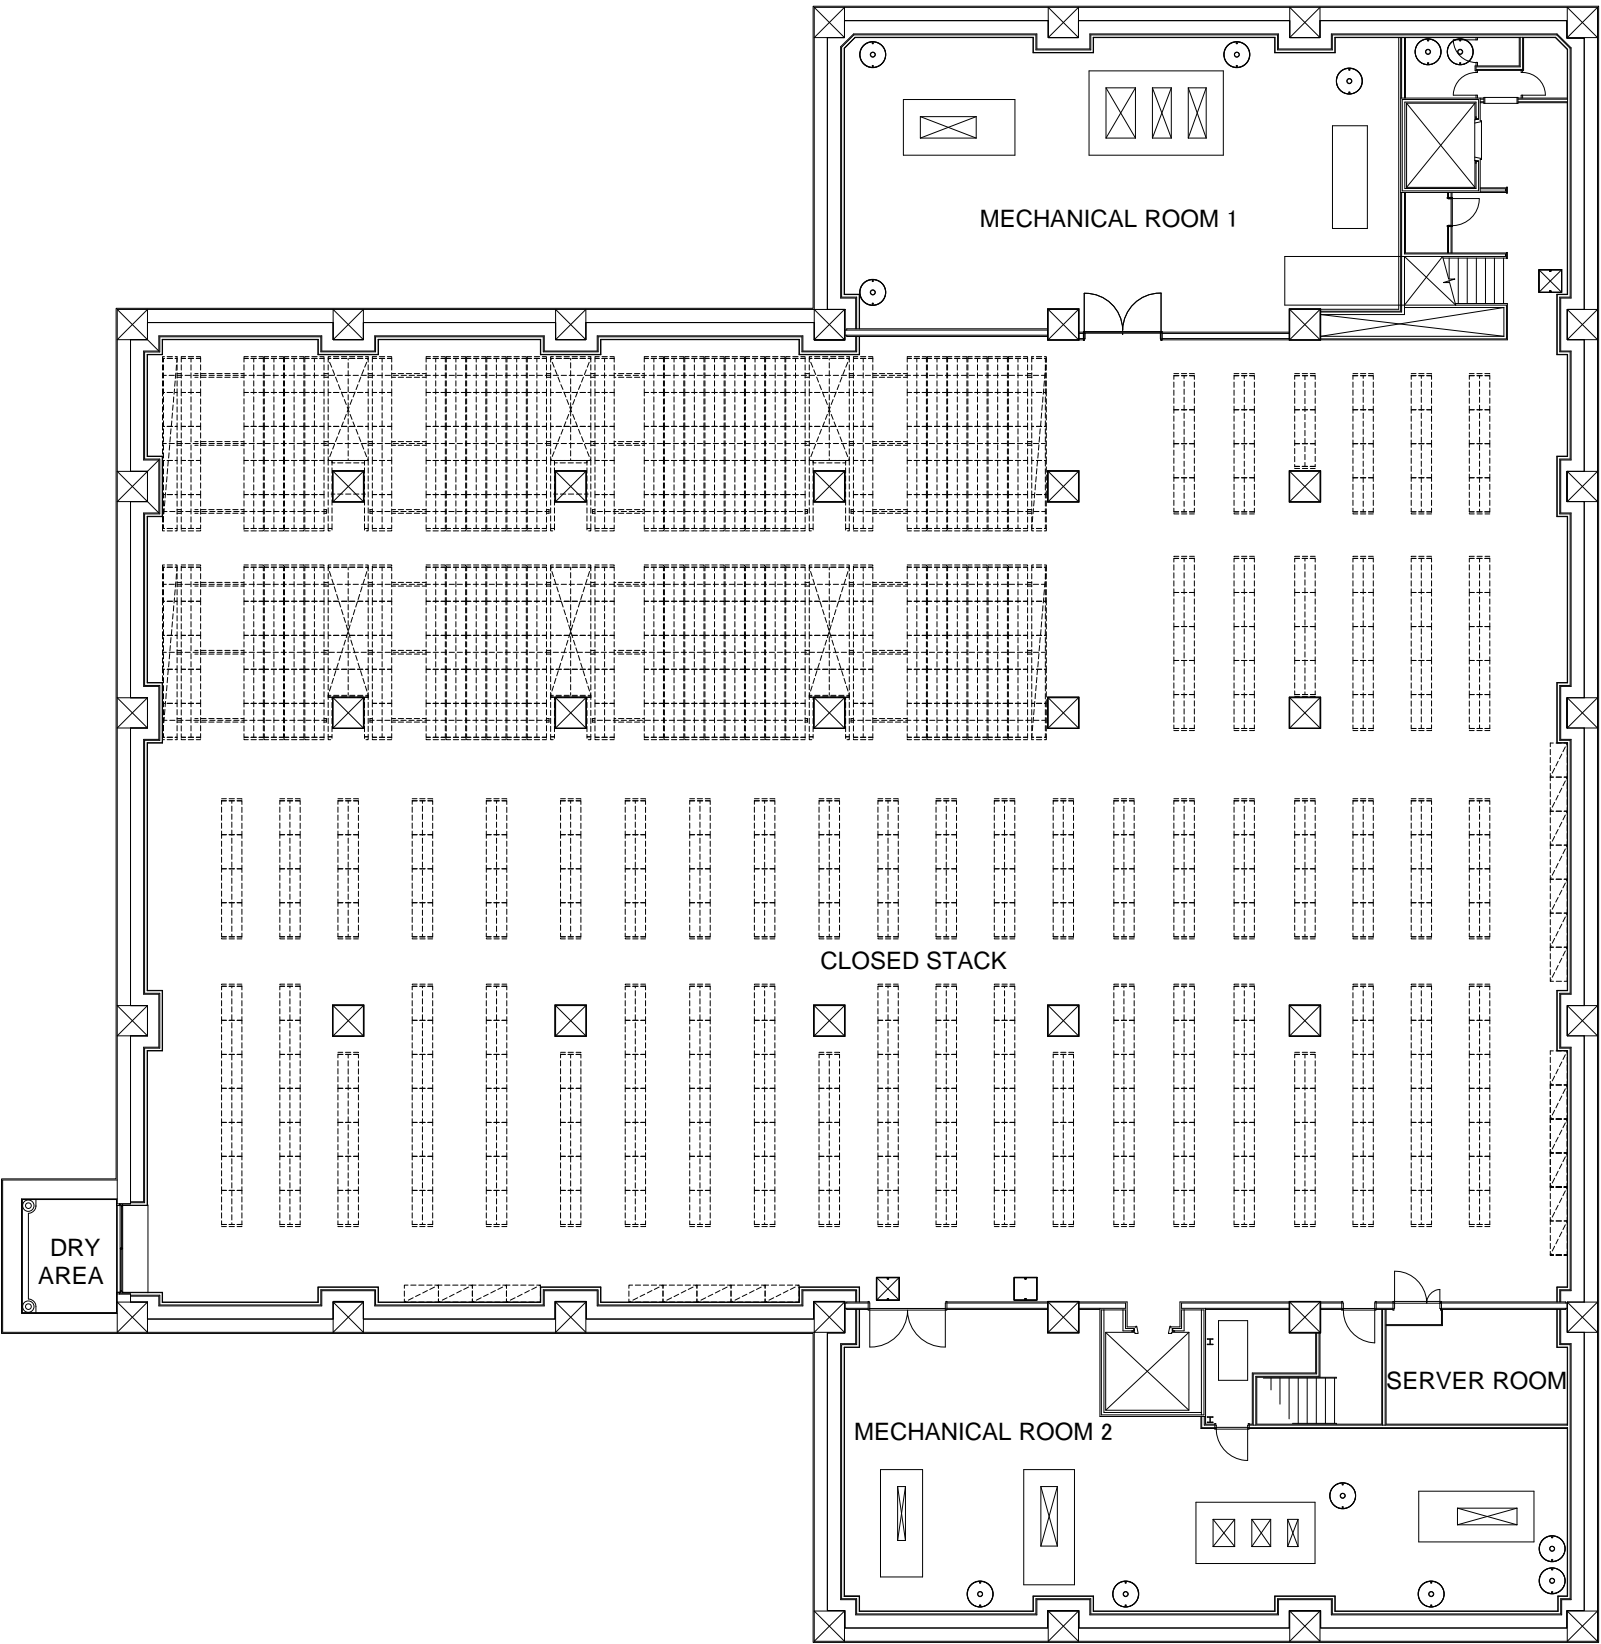 MECHANICAL ROOM 1
CLOSED STACK
DRY
AREA
SERVER ROOM
MECHANICAL ROOM 2